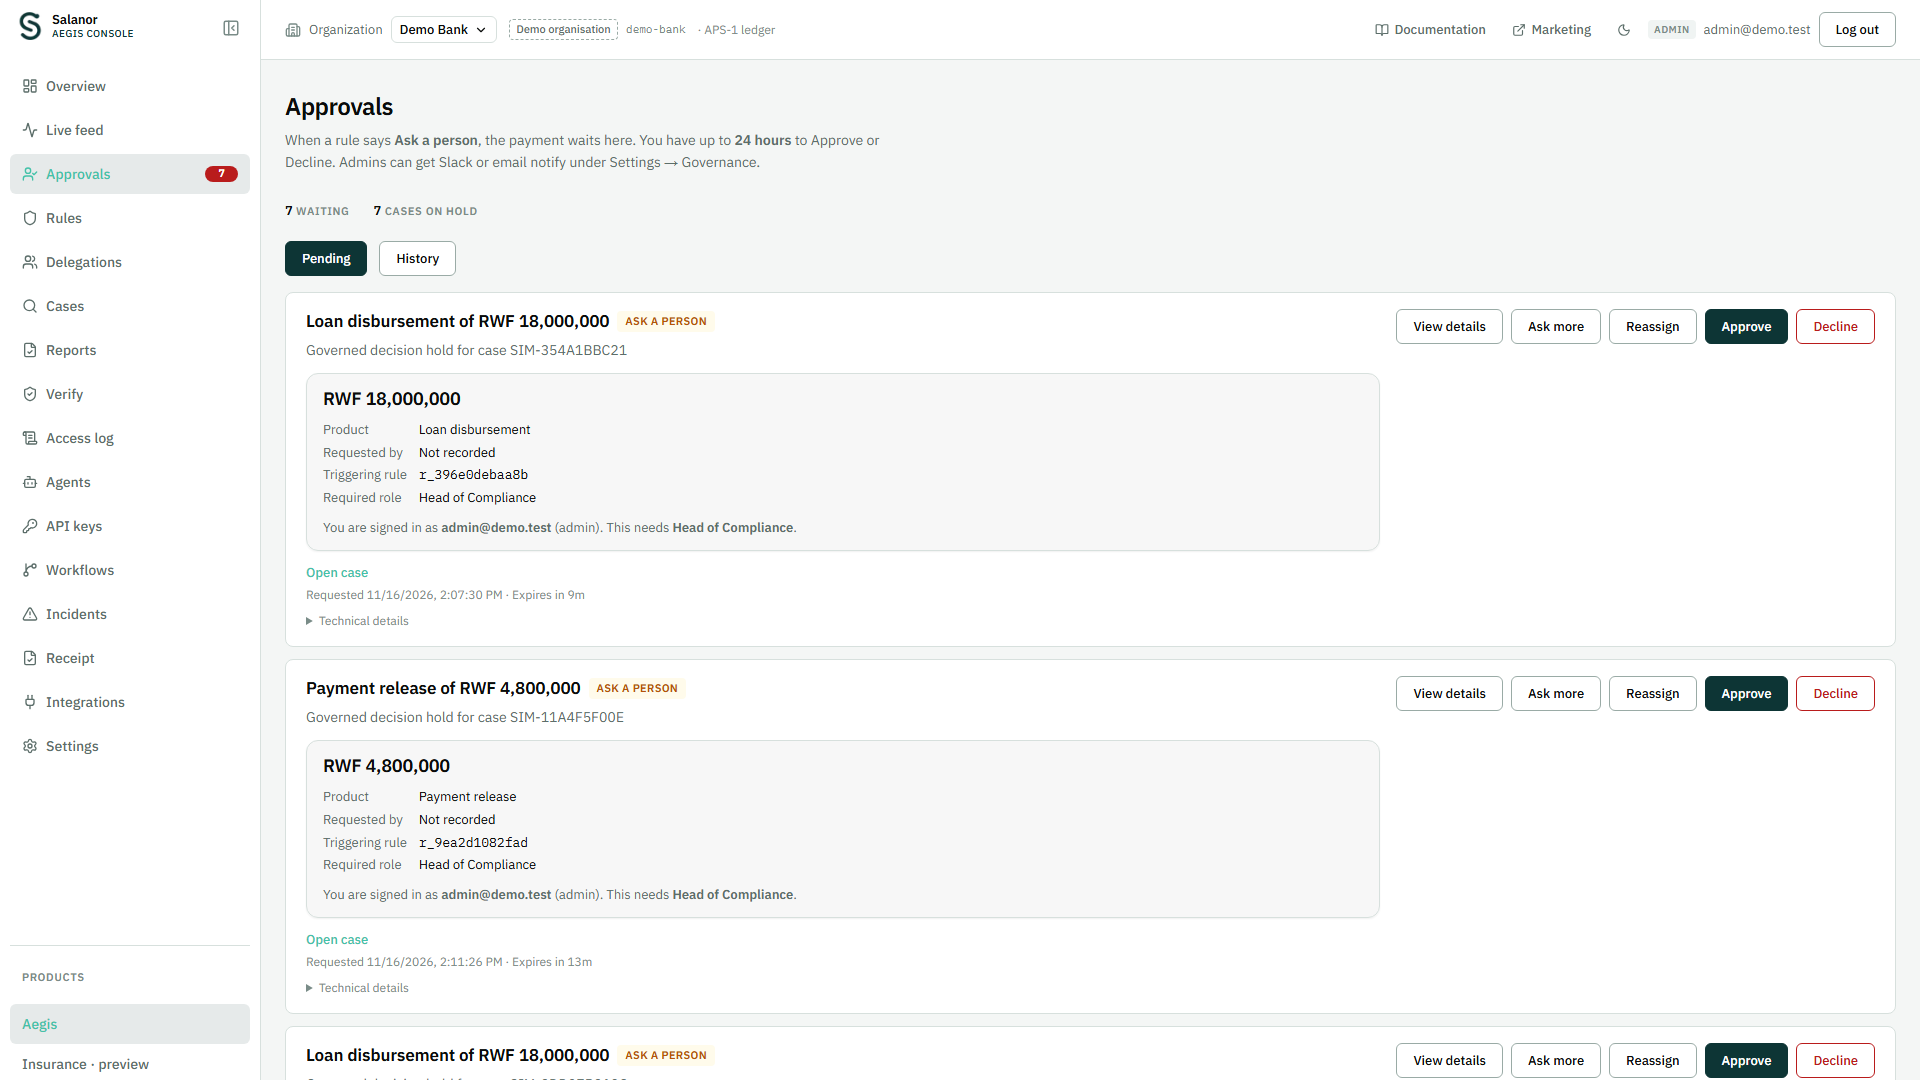 Salanor
AEGIS CONSOLE
Organization
Demo Bank
Demo organisation
demo-bank
· APS-1 ledger
Documentation
Marketing
ADMIN
admin@demo.test
Log out
Overview
Live feed
Approvals
7
Rules
Delegations
Cases
Reports
Verify
Access log
Agents
API keys
Workflows
Incidents
Receipt
Integrations
Settings
PRODUCTS
Aegis
Insurance · preview
Approvals
When a rule says Ask a person, the payment waits here. You have up to 24 hours to Approve or
Decline. Admins can get Slack or email notify under Settings → Governance.
7 WAITING
7 CASES ON HOLD
Pending
History
Loan disbursement of RWF 18,000,000
ASK A PERSON
View details
Ask more
Reassign
Approve
Decline
Governed decision hold for case SIM-354A1BBC21
RWF 18,000,000
Product Loan disbursement
Requested by Not recorded
Triggering rule r_396e0debaa8b
Required role Head of Compliance
You are signed in as admin@demo.test (admin). This needs Head of Compliance.
Open case
Requested 11/16/2026, 2:07:30 PM · Expires in 9m
Technical details
Payment release of RWF 4,800,000
ASK A PERSON
View details
Ask more
Reassign
Approve
Decline
Governed decision hold for case SIM-11A4F5F00E
RWF 4,800,000
Product Payment release
Requested by Not recorded
Triggering rule r_9ea2d1082fad
Required role Head of Compliance
You are signed in as admin@demo.test (admin). This needs Head of Compliance.
Open case
Requested 11/16/2026, 2:11:26 PM · Expires in 13m
Technical details
Loan disbursement of RWF 18,000,000
ASK A PERSON
View details
Ask more
Reassign
Approve
Decline